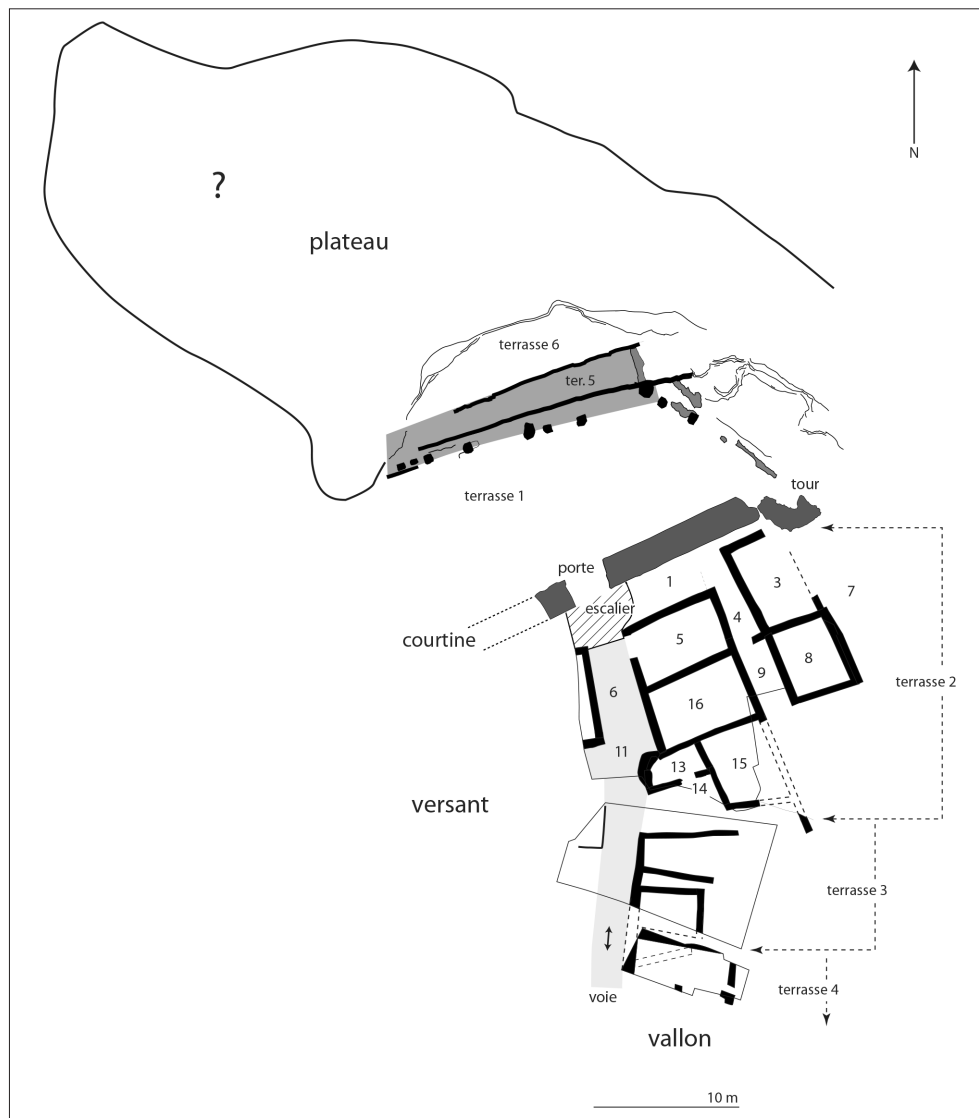 N
?
plateau
terrasse 6
ter. 5
terrasse 1
tour
porte
1
3
7
escalier
4
courtine
5
8
9
terrasse 2
6
16
11
13
15
14
versant
terrasse 3
terrasse 4
voie
vallon
10 m